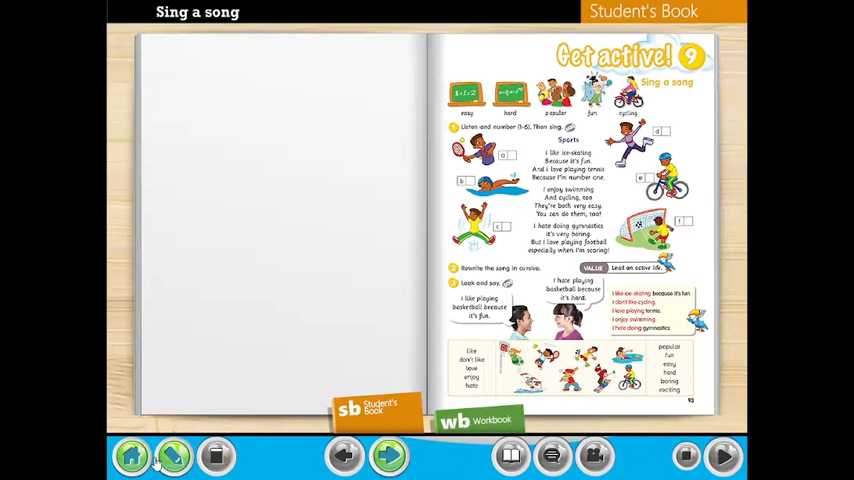 Sing a song
Student's Book
Get active! 9
Sing a song
1+1=2
easy
hard
popular
fun
cycling
1 Listen and number (1-6). Then sing.
Sports
I like ice-skating
Because it's fun.
And I love playing tennis
Because I'm number one.
I enjoy swimming
And cycling, too
They're both very easy.
You can do them, too!
I hate doing gymnastics
It's very boring.
But I love playing football
especially when I'm scoring!
a
b
c
d
e
f
2 Rewrite the song in cursive.
VALUE Lead an active life.
3 Look and say.
I like playing
basketball because
it's fun.
I hate playing
basketball because
it's hard.
I like ice-skating because it's fun.
I don't like cycling.
I love playing tennis.
I enjoy swimming.
I hate doing gymnastics.
like
don't like
love
enjoy
hate
popular
fun
easy
hard
boring
exciting
93
sb Student's
Book
wb Workbook